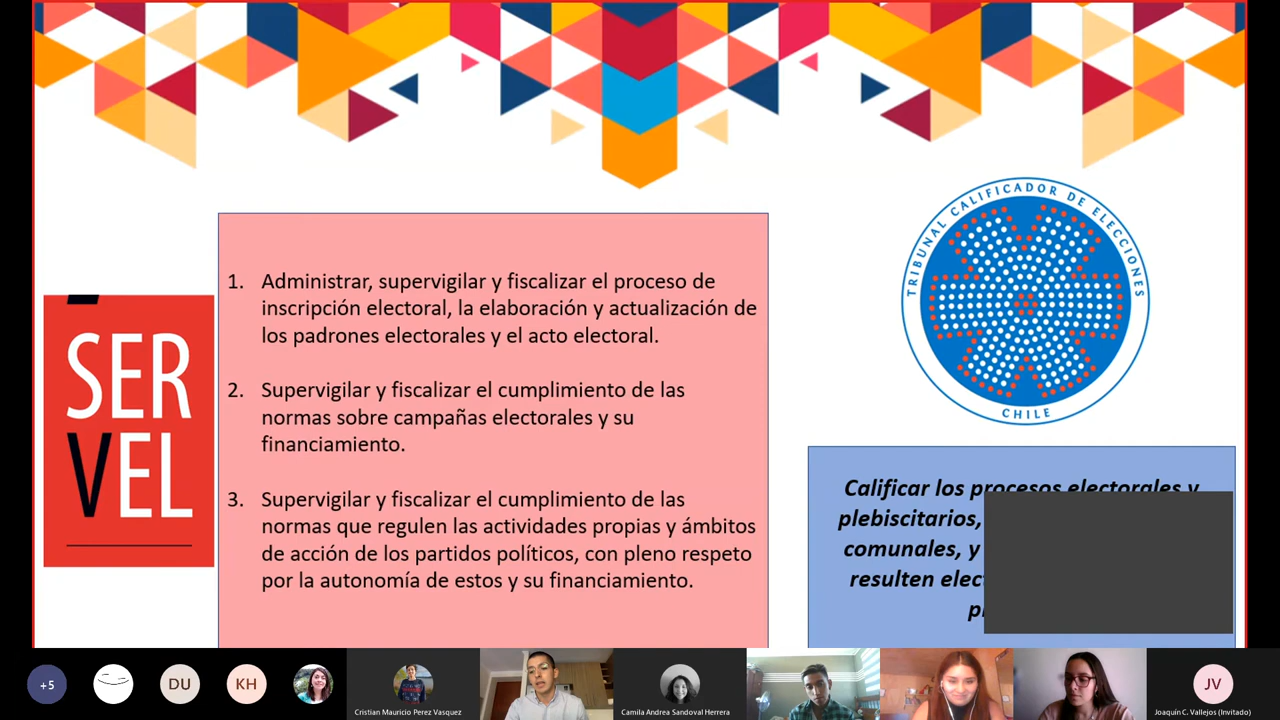 TRIBUNAL CALIFICADOR DE ELECCIONES
CHILE
SER
VEL
1. Administrar, supervigilar y fiscalizar el proceso de
inscripción electoral, la elaboración y actualización de
los padrones electorales y el acto electoral.
2. Supervigilar y fiscalizar el cumplimiento de las
normas sobre campañas electorales y su
financiamiento.
3. Supervigilar y fiscalizar el cumplimiento de las
normas que regulen las actividades propias y ámbitos
de acción de los partidos políticos, con pleno respeto
por la autonomía de estos y su financiamiento.
Calificar los procesos electorales y
plebiscitarios,
comunales, y
resulten
+5
DU
KH
Cristian Mauricio Perez Vasquez
Camila Andrea Sandoval Herrera
JV
Joaquín C. Vallejos (Invitado)